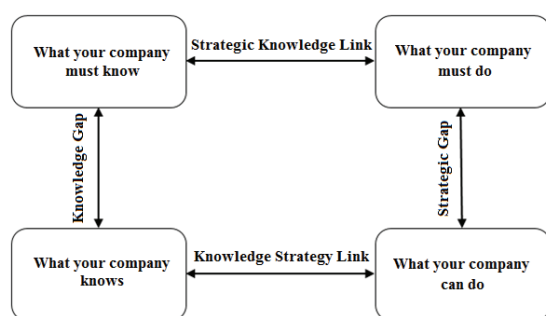 What your company
must know
Strategic Knowledge Link
What your company
must do
Knowledge Gap
Strategic Gap
What your company
knows
Knowledge Strategy Link
What your company
can do